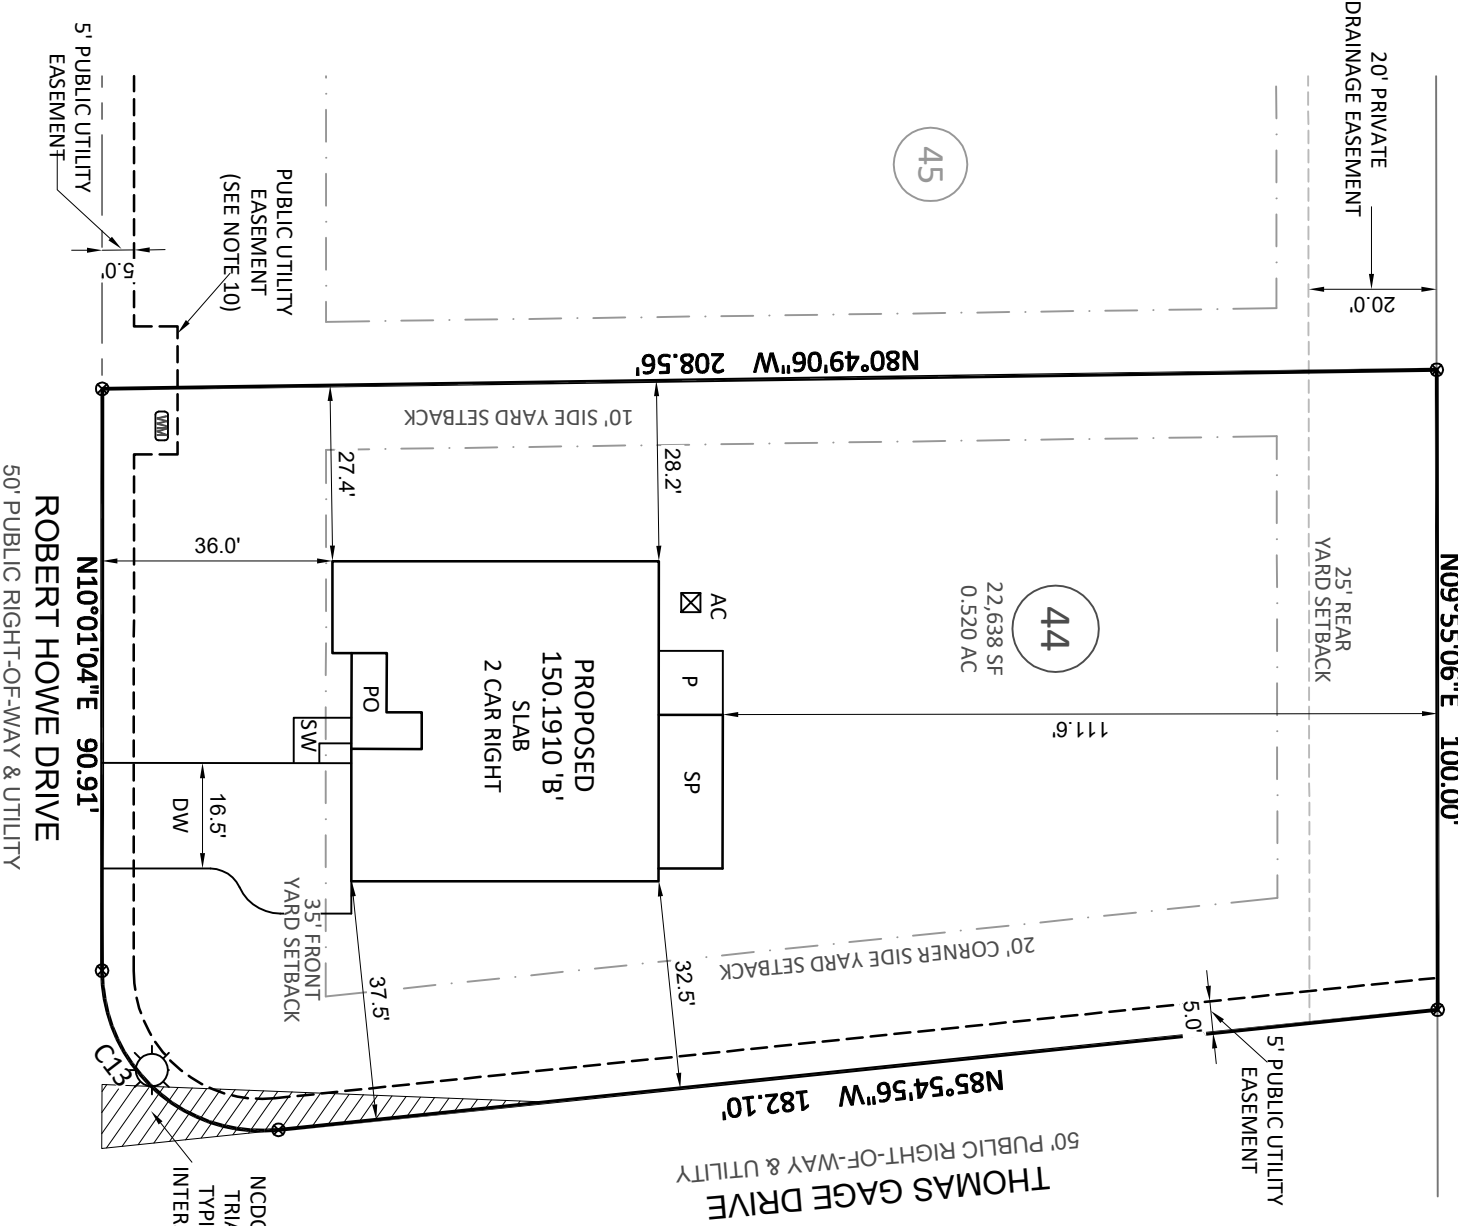 20' PRIVATE
DRAINAGE EASEMENT
20.0'
45
5' PUBLIC UTILITY
EASEMENT
5.0'
PUBLIC UTILITY
EASEMENT
(SEE NOTE 10)
N80°49'06"W 208.56'
10' SIDE YARD SETBACK
WM
27.4'
28.2'
36.0'
AC
44
22,638 SF
0.520 AC
25' REAR
YARD SETBACK
N09°55'06"E 100.00'
PROPOSED
150.1910 'B'
SLAB
2 CAR RIGHT
PO
SW
P
SP
111.6'
16.5'
DW
N10°01'04"E 90.91'
ROBERT HOWE DRIVE
50' PUBLIC RIGHT-OF-WAY & UTILITY
35' FRONT
YARD SETBACK
37.5'
32.5'
20' CORNER SIDE YARD SETBACK
5.0'
5' PUBLIC UTILITY
EASEMENT
C13
N85°54'56"W 182.10'
50' PUBLIC RIGHT-OF-WAY & UTILITY
THOMAS GAGE DRIVE
TRIA
TYPI
INTER